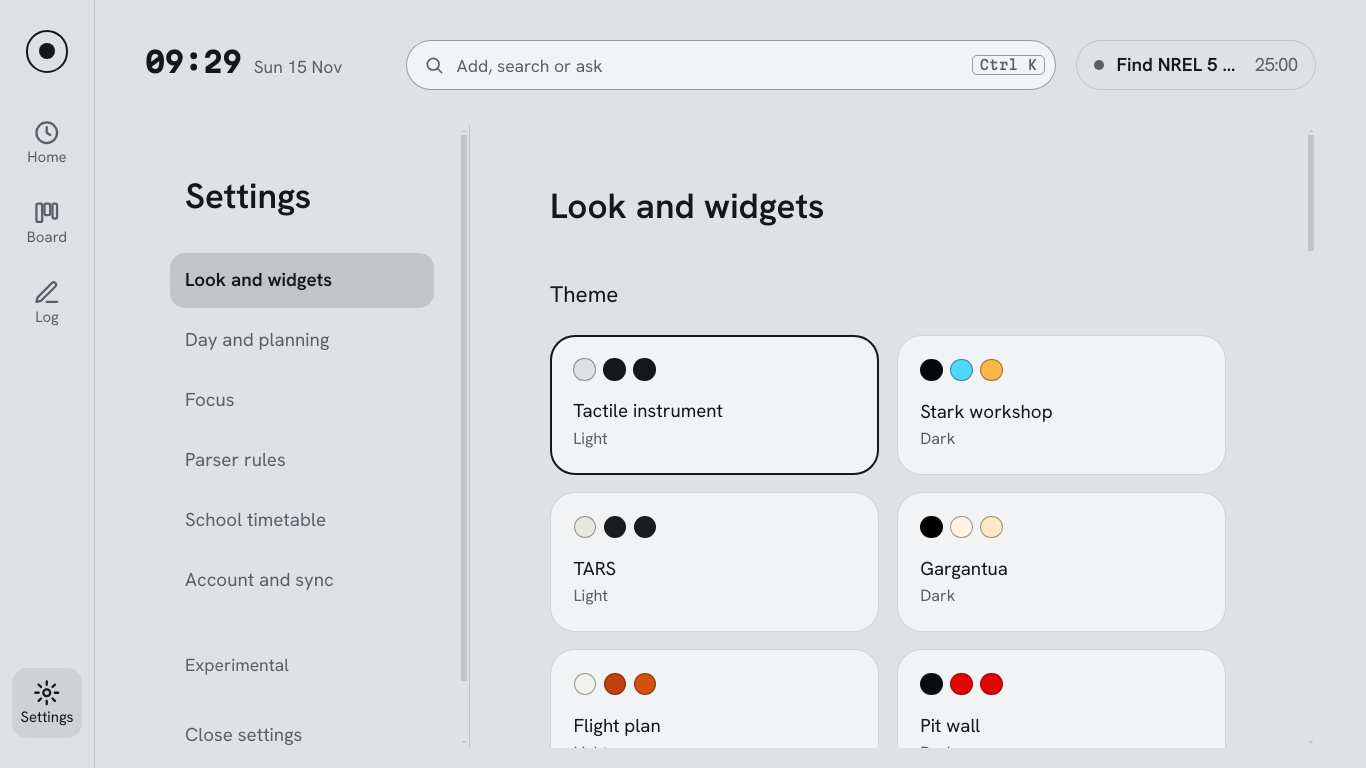 09:29 Sun 15 Nov
Add, search or ask
Ctrl K
Find NREL 5 ...
25:00
Home
Board
Log
Settings
Settings
Look and widgets
Day and planning
Focus
Parser rules
School timetable
Account and sync
Experimental
Close settings
Look and widgets
Theme
Tactile instrument
Light
Stark workshop
Dark
TARS
Light
Gargantua
Dark
Flight plan
Pit wall